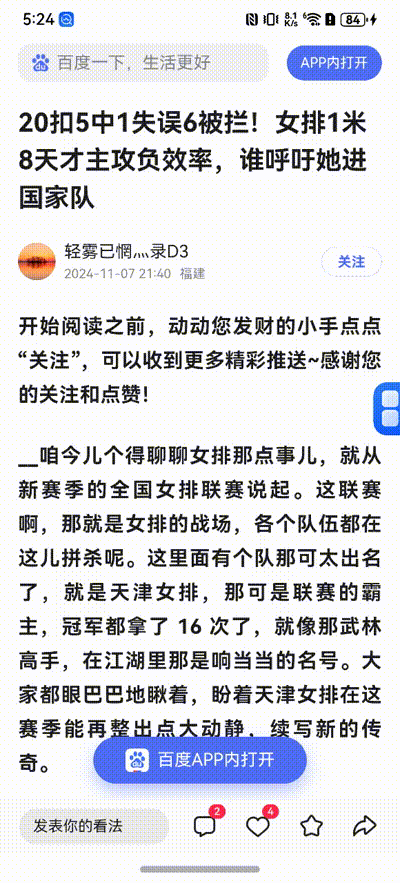 5:24
8.1
K/s
6
84
百度一下，生活更好
APP内打开
20扣5中1失误6被拦！女排1米
8天才主攻负效率，谁呼吁她进
国家队
轻雾已惘灬录D3
2024-11-07 21:40 福建
关注
开始阅读之前，动动您发财的小手点点
“关注”，可以收到更多精彩推送~感谢您
的关注和点赞！
__咱今儿个得聊聊女排那点事儿，就从
新赛季的全国女排联赛说起。这联赛
啊，那就是女排的战场，各个队伍都在
这儿拼杀呢。这里面有个队那可太出名
了，就是天津女排，那可是联赛的霸
主，冠军都拿了 16 次了，就像那武林
高手，在江湖里那是响当当的名号。大
家都眼巴巴地瞅着，盼着天津女排在这
赛季能再整出点大动静，续写新的传
奇。
百度APP内打开
发表你的看法
2
4